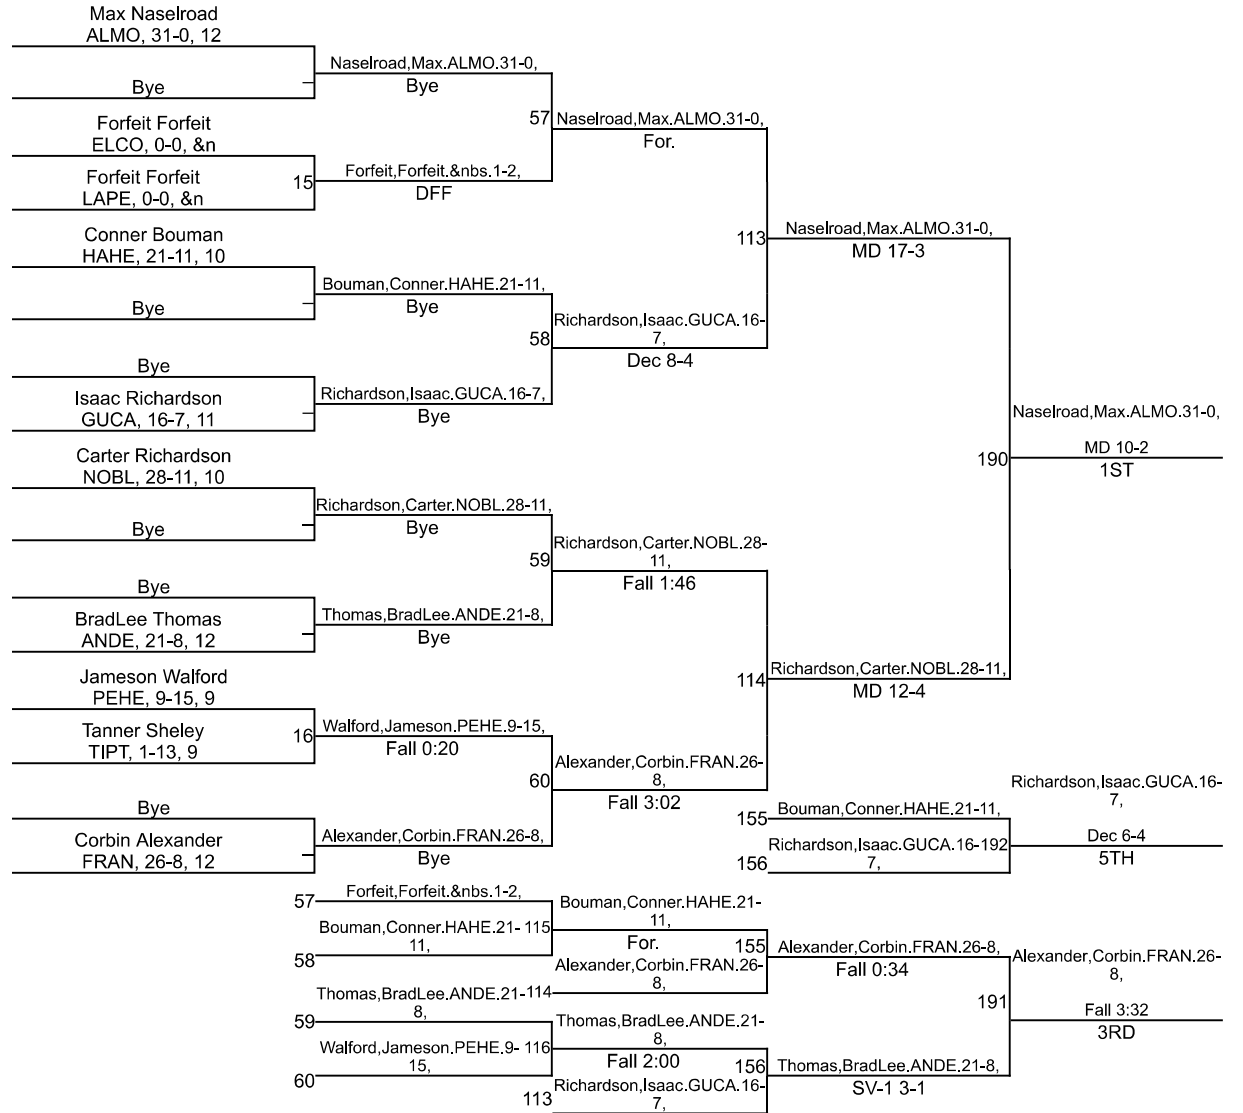 Max Naselroad
ALMO, 31-0, 12
Bye
Forfeit Forfeit
ELCO, 0-0, &n
Forfeit Forfeit
LAPE, 0-0, &n
15
Conner Bouman
HAHE, 21-11, 10
Bye
Bye
Isaac Richardson
GUCA, 16-7, 11
Carter Richardson
NOBL, 28-11, 10
Bye
Bye
BradLee Thomas
ANDE, 21-8, 12
Jameson Walford
PEHE, 9-15, 9
Tanner Sheley
TIPT, 1-13, 9
16
Bye
Corbin Alexander
FRAN, 26-8, 12
Naselroad,Max.ALMO.31-0,
Bye
57
Forfeit,Forfeit.&nbs.1-2,
DFF
Bouman,Conner.HAHE.21-11,
Bye
58
Richardson,Isaac.GUCA.16-7,
Bye
Richardson,Carter.NOBL.28-11,
Bye
59
Thomas,BradLee.ANDE.21-8,
Bye
Walford,Jameson.PEHE.9-15,
Fall 0:20
60
Alexander,Corbin.FRAN.26-8,
Bye
Naselroad,Max.ALMO.31-0,
For.
113
Richardson,Isaac.GUCA.16-
7,
Dec 8-4
Richardson,Carter.NOBL.28-
11,
Fall 1:46
114
Alexander,Corbin.FRAN.26-
8,
Fall 3:02
Naselroad,Max.ALMO.31-0,
MD 17-3
190
Richardson,Carter.NOBL.28-11,
MD 12-4
Naselroad,Max.ALMO.31-0,
MD 10-2
1ST
155
Bouman,Conner.HAHE.21-11,
156
Richardson,Isaac.GUCA.16-
7,
192
Richardson,Isaac.GUCA.16-
7,
Dec 6-4
5TH
57
Forfeit,Forfeit.&nbs.1-2,
58
Bouman,Conner.HAHE.21-
11,
115
59
Thomas,BradLee.ANDE.21-
8,
60
Walford,Jameson.PEHE.9-
15,
116
Bouman,Conner.HAHE.21-
11,
For.
155
114
Alexander,Corbin.FRAN.26-
8,
Thomas,BradLee.ANDE.21-
8,
Fall 2:00
156
113
Richardson,Isaac.GUCA.16-
7,
Alexander,Corbin.FRAN.26-8,
Fall 0:34
191
Thomas,BradLee.ANDE.21-8,
SV-1 3-1
Alexander,Corbin.FRAN.26-
8,
Fall 3:32
3RD